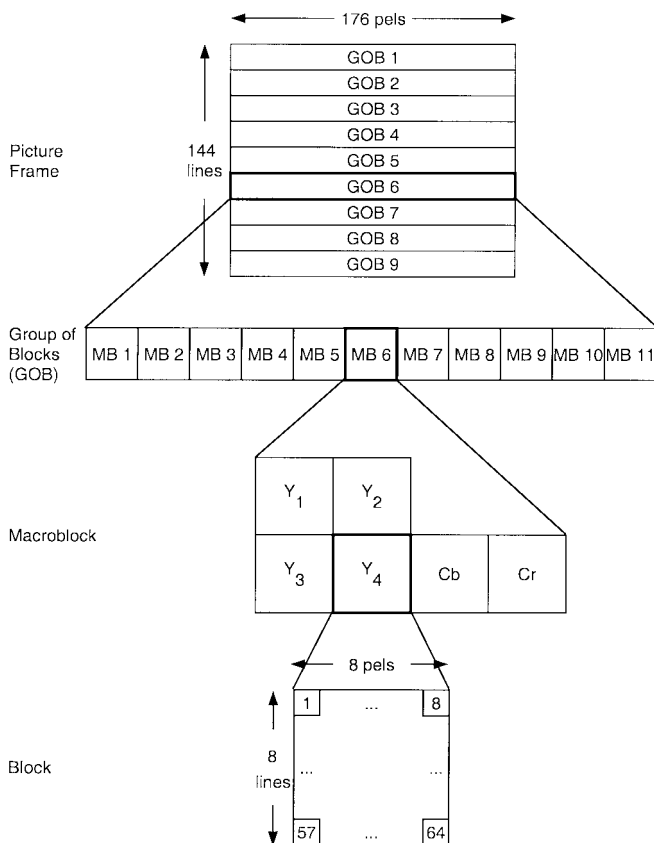 176 pels
GOB 1
GOB 2
GOB 3
GOB 4
GOB 5
GOB 6
GOB 7
GOB 8
GOB 9
Picture
Frame
144
lines
Group of
Blocks
(GOB)
MB 1 MB 2 MB 3 MB 4 MB 5 MB 6 MB 7 MB 8 MB 9 MB 10 MB 11
Macroblock
Y1 Y2
Y3 Y4 Cb Cr
8 pels
Block
8
lines
1 ... 8
... ...
57 ... 64